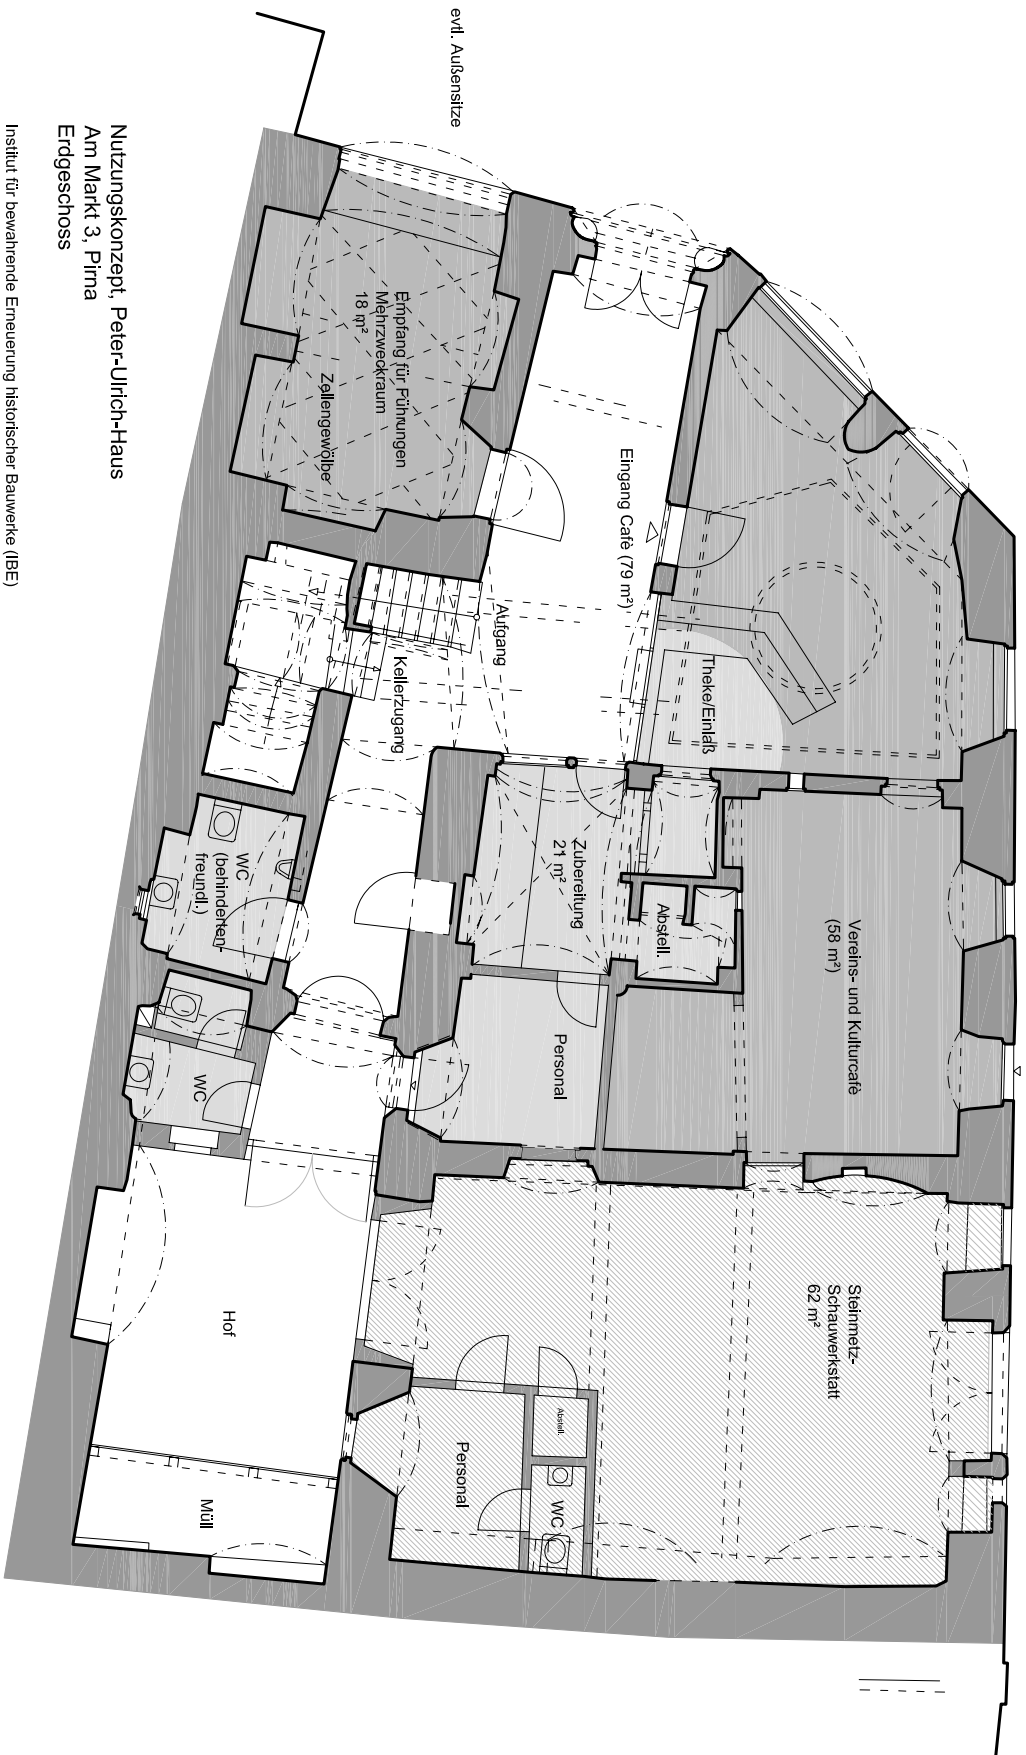 evtl. Außensitze
Nutzungskonzept, Peter-Ulrich-Haus
Am Markt 3, Pirna
Erdgeschoss
Institut für bewahrende Erneuerung historischer Bauwerke (IBE)
Empfang für Führungen
Mehrzweckraum
18 m²
Zellengewölbe
Eingang Cafè (79 m²)
Aufgang
Kellerzugang
Theke/Einlaß
Zubereitung
21 m²
Abstell.
Vereins- und Kulturcafè
(58 m²)
WC
(behinderten-
freundl.)
WC
Personal
Steinmetz-
Schauwerkstatt
62 m²
Hof
Abstell.
Personal
WC
Müll